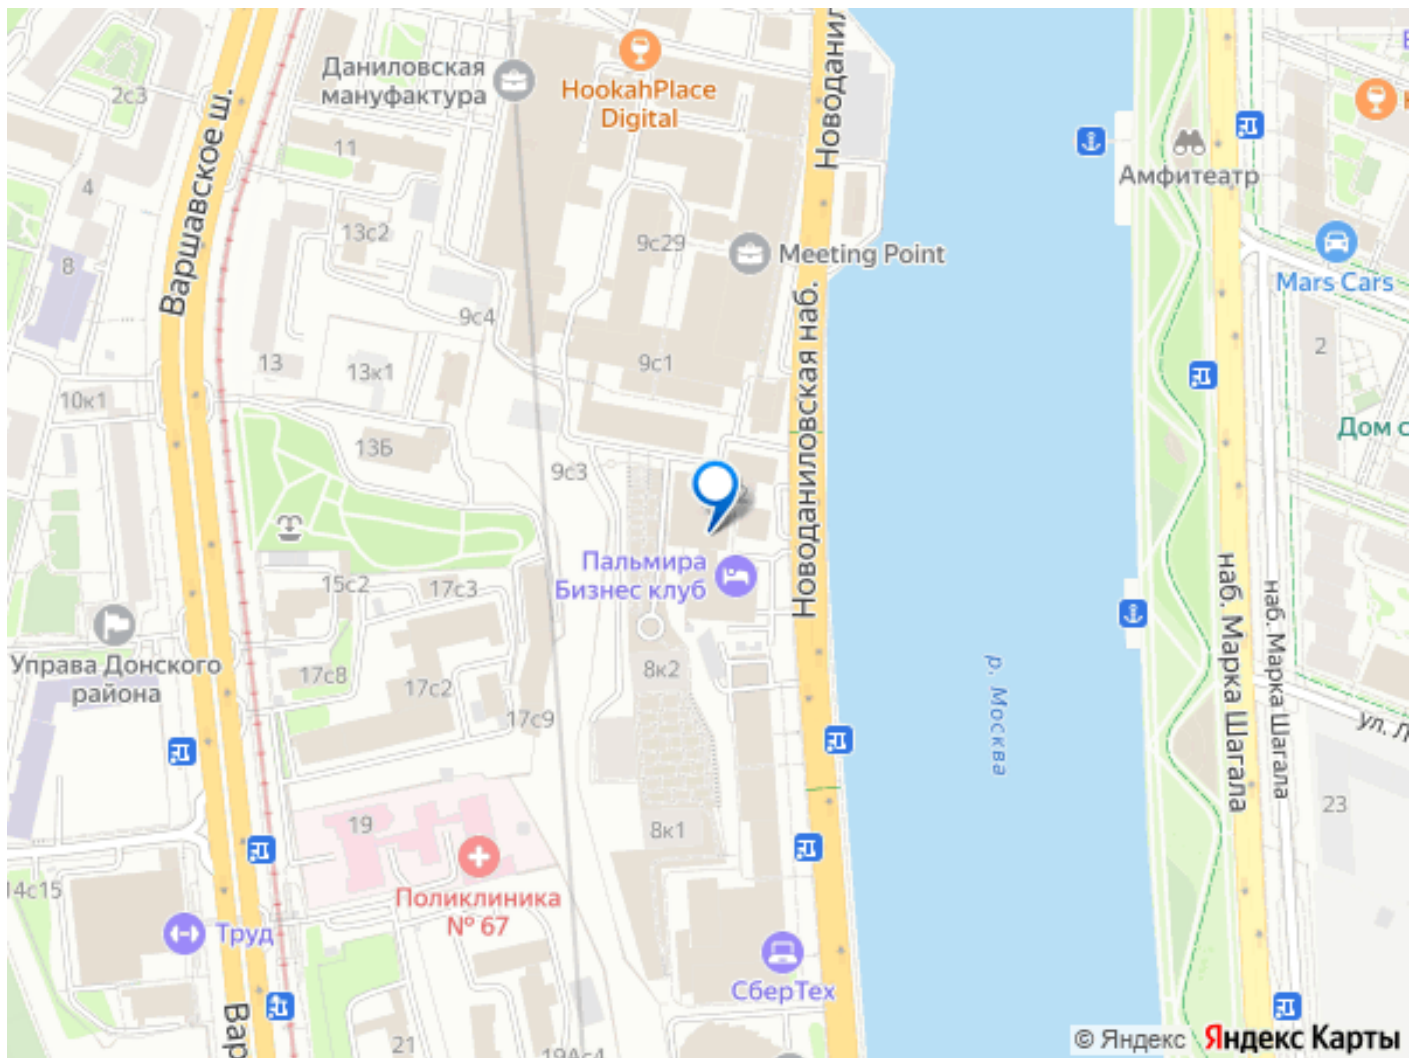 2с3
Даниловская
мануфактура
HookahPlace
Digital
Новоданил
Варшавское ш.
11
4
Амфитеатр
13с2
9с29
8
Meeting Point
Mars Cars
9с4
Новоданиловская наб.
13
13к1
9с1
2
10к1
Дом с
13Б
9с3
Пальмира
Бизнес клуб
15с2
17с3
наб. Марка Шагала
наб. Марка Шагала
Управа Донского
района
17с8
17с2
8к2
17с9
р. Москва
ул. Л
23
19
8к1
14с15
Поликлиника
№ 67
Труд
СберТех
Вар
21
19Ас4
© Яндекс
Яндекс Карты